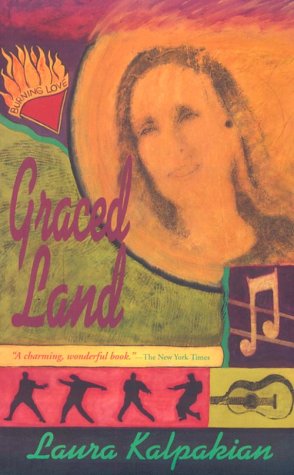 BURNING LOVE
Graced
Land
"A charming, wonderful book."—The New York Times
Laura Kalpakian